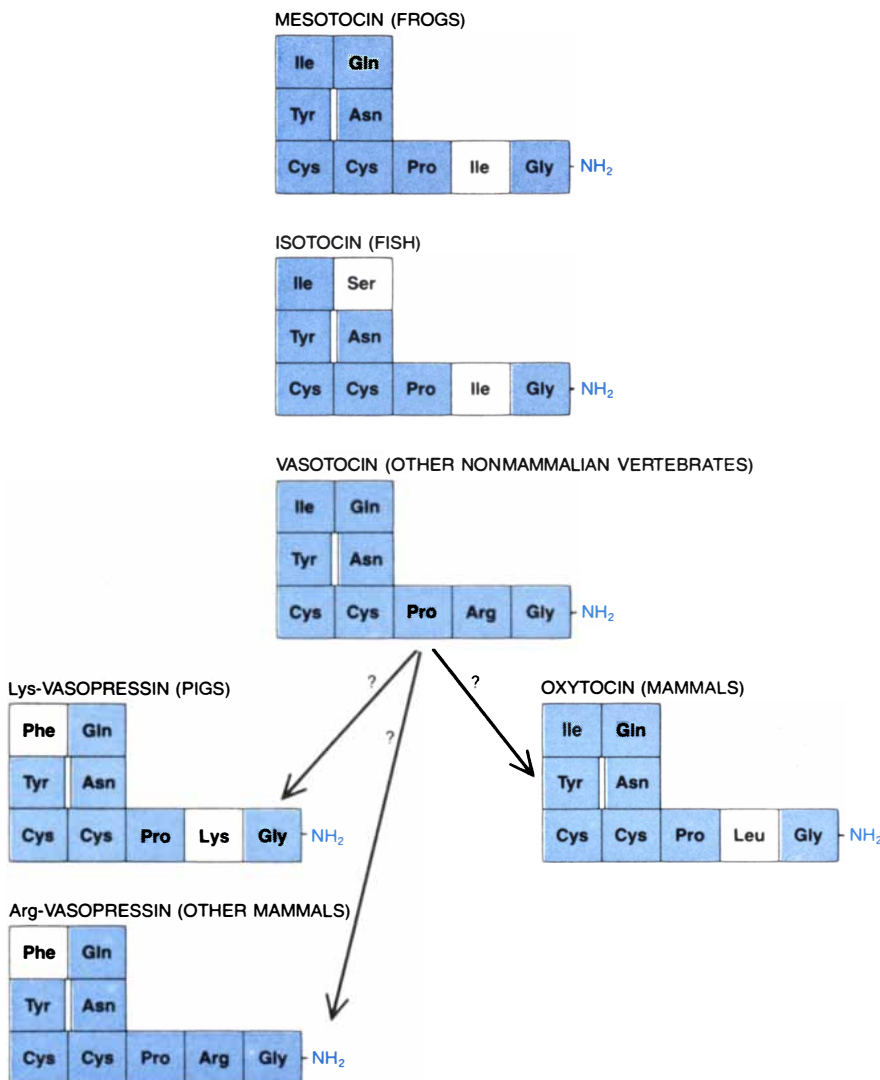 MESOTOCIN (FROGS)
Ile Gln
Tyr Asn
Cys Cys Pro Ile Gly NH₂
ISOTOCIN (FISH)
Ile Ser
Tyr Asn
Cys Cys Pro Ile Gly NH₂
VASOTOCIN (OTHER NONMAMMALIAN VERTEBRATES)
Ile Gln
Tyr Asn
Cys Cys Pro Arg Gly NH₂
? ? ?
Lys-VASOPRESSIN (PIGS)
Phe Gln
Tyr Asn
Cys Cys Pro Lys Gly NH₂
OXYTOCIN (MAMMALS)
Ile Gln
Tyr Asn
Cys Cys Pro Leu Gly NH₂
Arg-VASOPRESSIN (OTHER MAMMALS)
Phe Gln
Tyr Asn
Cys Cys Pro Arg Gly NH₂